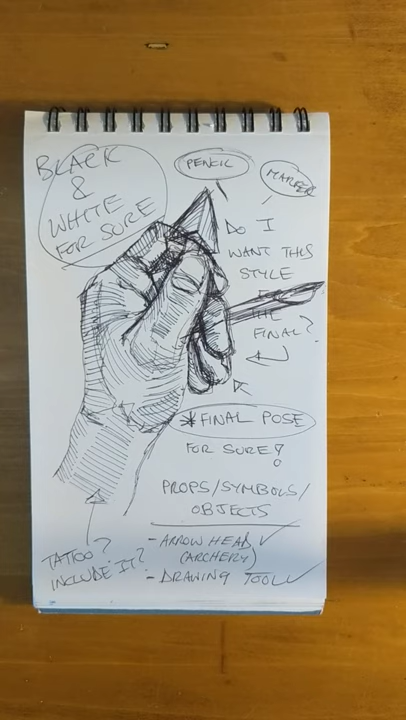 BLACK
&
WHITE
FOR SURE
PENCIL
MARKER
DO I
WANT THIS
STYLE
FOR
THE
FINAL?
*FINAL POSE
FOR SURE?
PROPS/SYMBOLS/
OBJECTS
- ARROW HEAD ✓
(ARCHERY)
- DRAWING TOOL ✓
TATTOO?
INCLUDE IT?